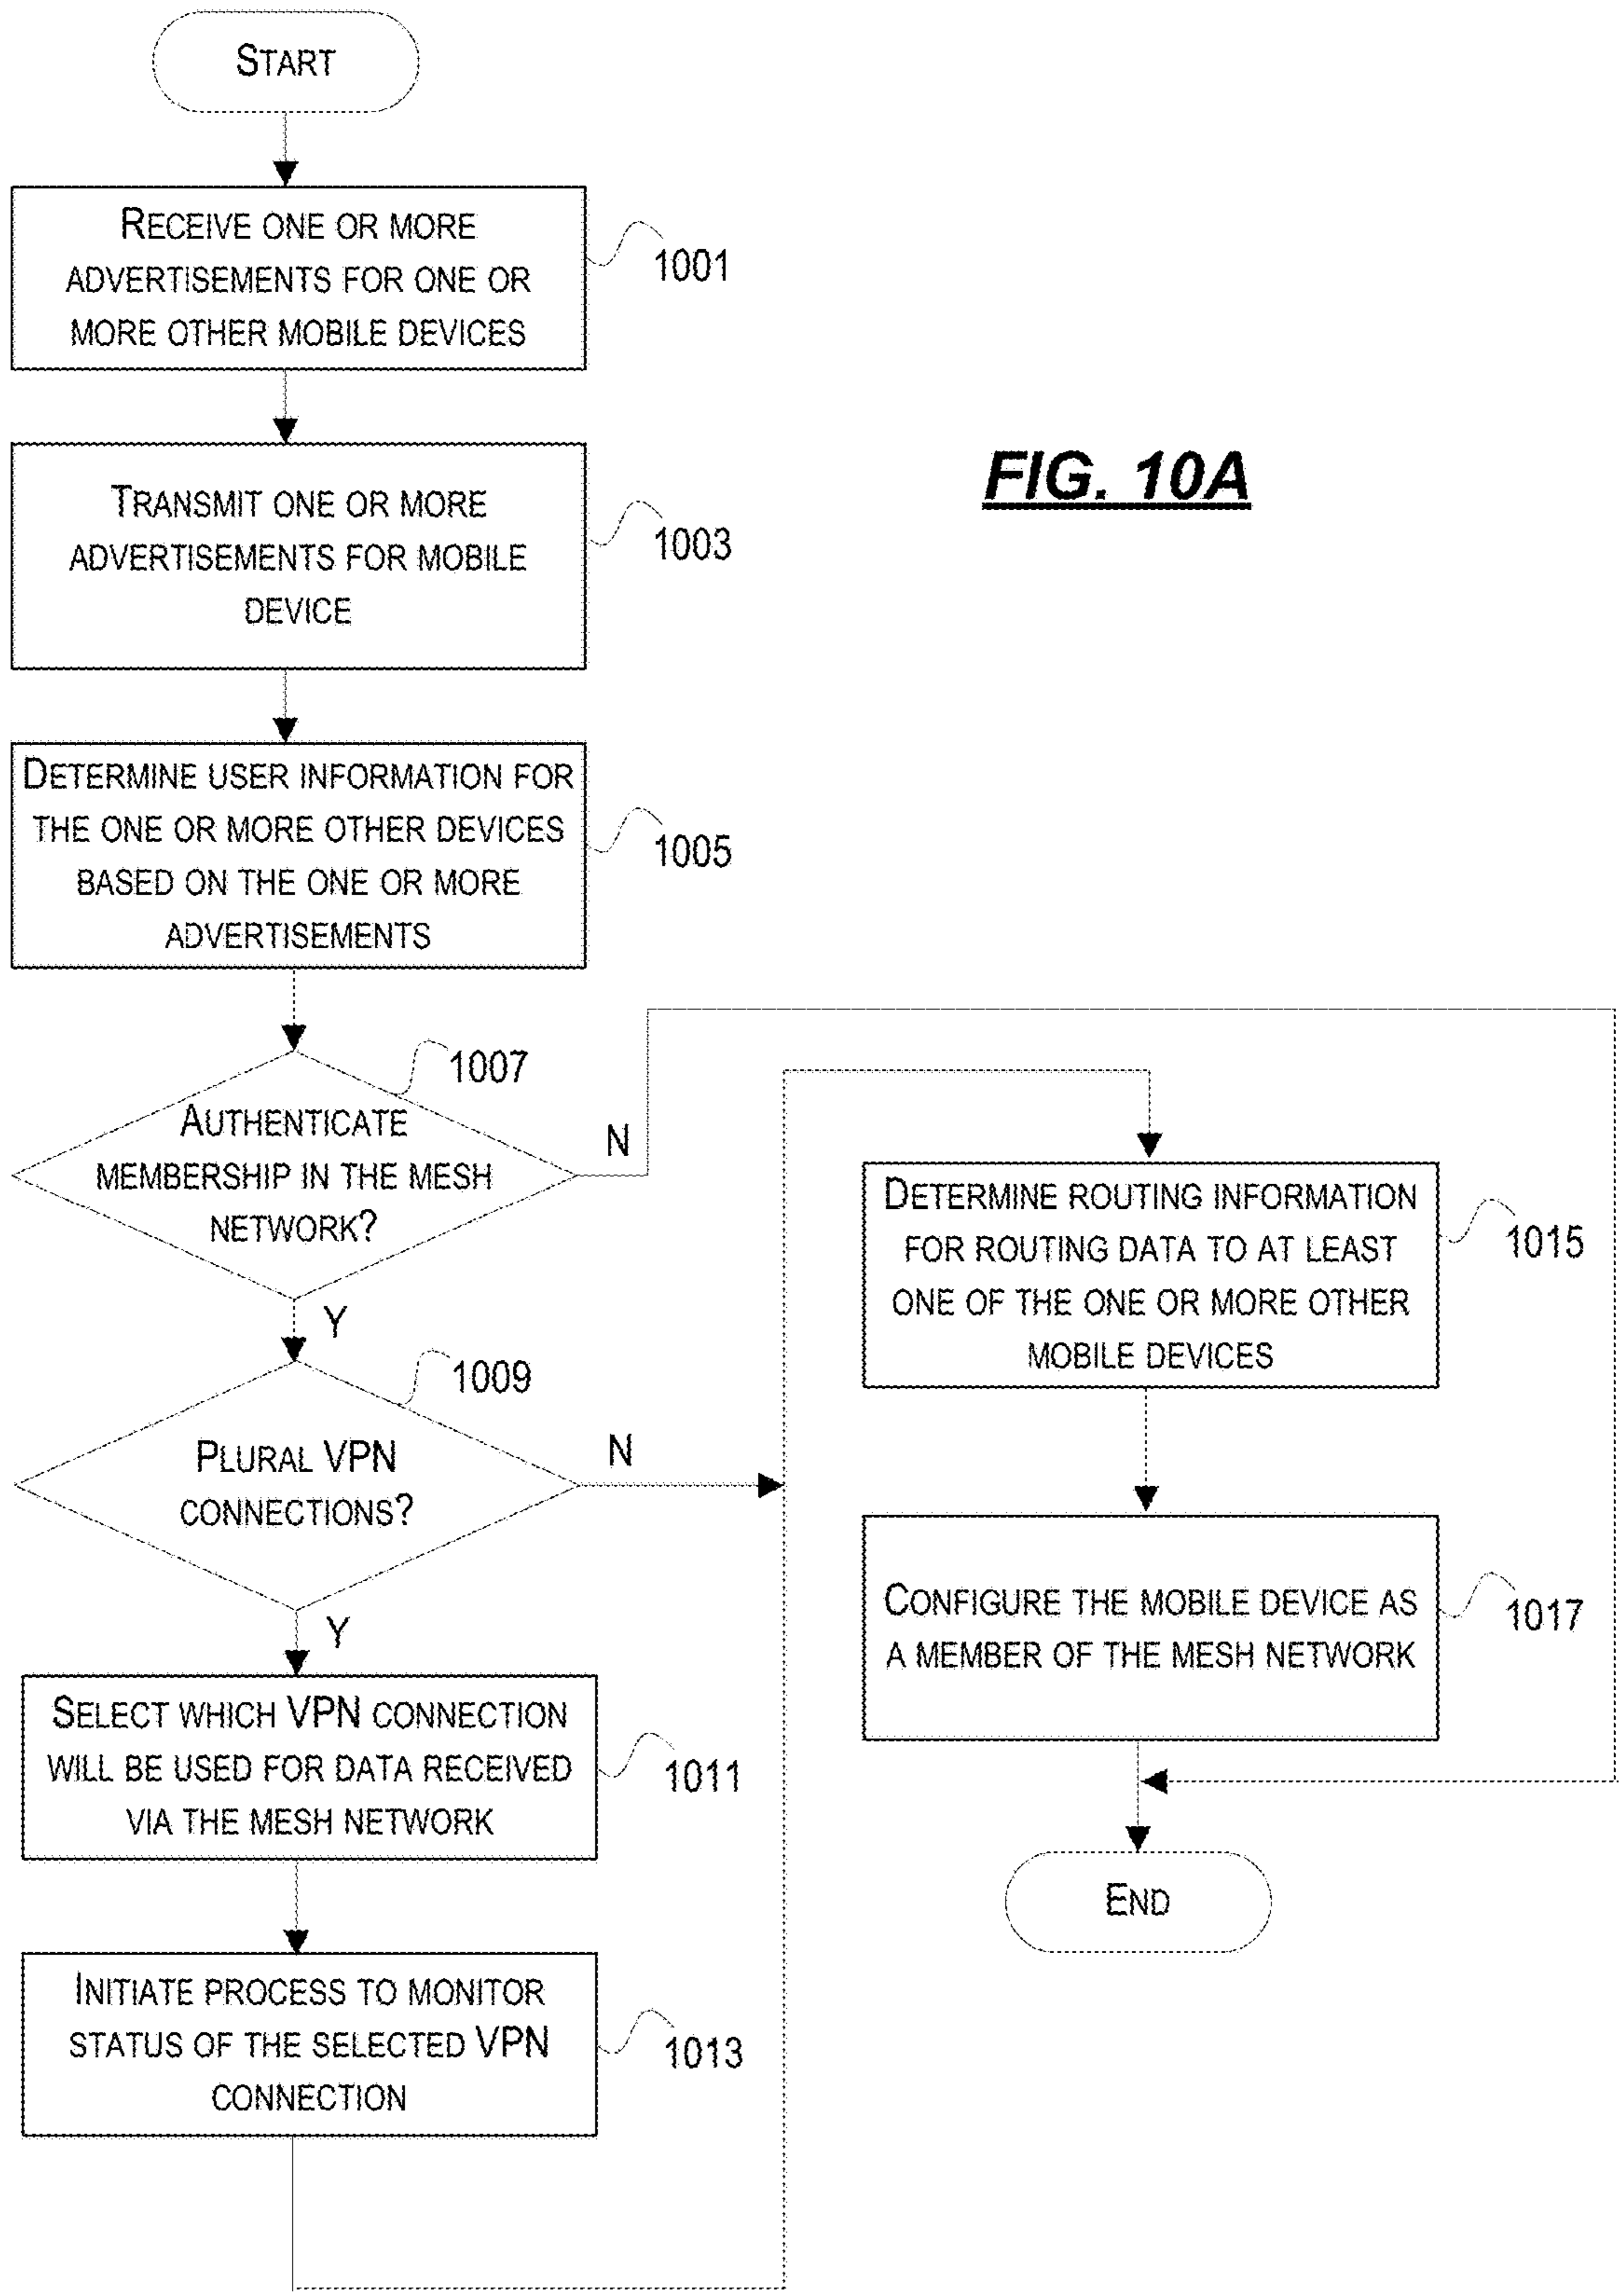 START
RECEIVE ONE OR MORE
ADVERTISEMENTS FOR ONE OR
MORE OTHER MOBILE DEVICES
1001
TRANSMIT ONE OR MORE
ADVERTISEMENTS FOR MOBILE
DEVICE
1003
FIG. 10A
DETERMINE USER INFORMATION FOR
THE ONE OR MORE OTHER DEVICES
BASED ON THE ONE OR MORE
ADVERTISEMENTS
1005
1007
AUTHENTICATE
MEMBERSHIP IN THE MESH
NETWORK?
N
Y
1009
PLURAL VPN
CONNECTIONS?
N
Y
SELECT WHICH VPN CONNECTION
WILL BE USED FOR DATA RECEIVED
VIA THE MESH NETWORK
1011
INITIATE PROCESS TO MONITOR
STATUS OF THE SELECTED VPN
CONNECTION
1013
DETERMINE ROUTING INFORMATION
FOR ROUTING DATA TO AT LEAST
ONE OF THE ONE OR MORE OTHER
MOBILE DEVICES
1015
CONFIGURE THE MOBILE DEVICE AS
A MEMBER OF THE MESH NETWORK
1017
END